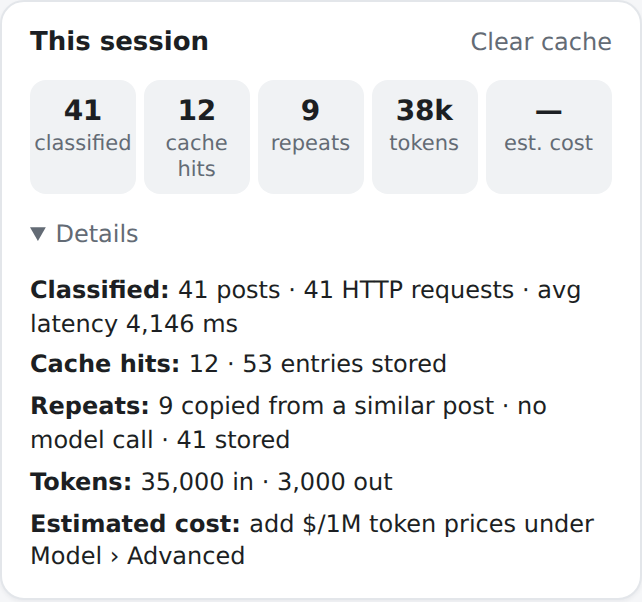 This session
Clear cache
41
classified
12
cache
hits
9
repeats
38k
tokens
—
est. cost
▼ Details
Classified: 41 posts · 41 HTTP requests · avg
latency 4,146 ms
Cache hits: 12 · 53 entries stored
Repeats: 9 copied from a similar post · no
model call · 41 stored
Tokens: 35,000 in · 3,000 out
Estimated cost: add $/1M token prices under
Model › Advanced